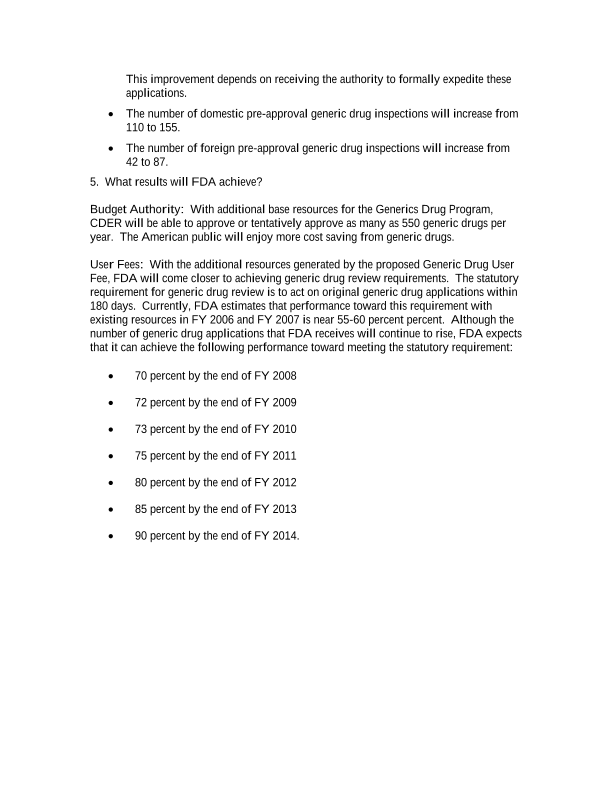 This improvement depends on receiving the authority to formally expedite these
applications.
• The number of domestic pre-approval generic drug inspections will increase from
110 to 155.
• The number of foreign pre-approval generic drug inspections will increase from
42 to 87.
5. What results will FDA achieve?
Budget Authority: With additional base resources for the Generics Drug Program,
CDER will be able to approve or tentatively approve as many as 550 generic drugs per
year. The American public will enjoy more cost saving from generic drugs.
User Fees: With the additional resources generated by the proposed Generic Drug User
Fee, FDA will come closer to achieving generic drug review requirements. The statutory
requirement for generic drug review is to act on original generic drug applications within
180 days. Currently, FDA estimates that performance toward this requirement with
existing resources in FY 2006 and FY 2007 is near 55-60 percent percent. Although the
number of generic drug applications that FDA receives will continue to rise, FDA expects
that it can achieve the following performance toward meeting the statutory requirement:
• 70 percent by the end of FY 2008
• 72 percent by the end of FY 2009
• 73 percent by the end of FY 2010
• 75 percent by the end of FY 2011
• 80 percent by the end of FY 2012
• 85 percent by the end of FY 2013
• 90 percent by the end of FY 2014.